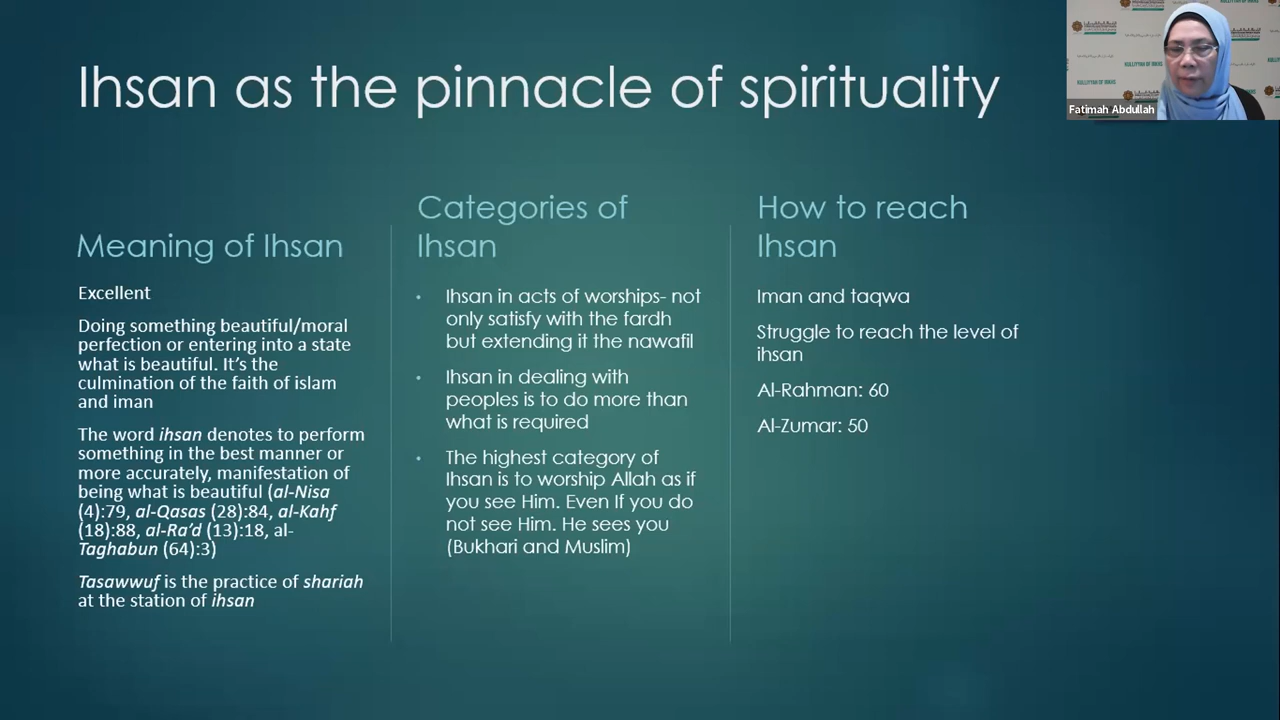 Ihsan as the pinnacle of spirituality
Fatimah Abdullah
Meaning of Ihsan
Excellent
Doing something beautiful/moral
perfection or entering into a state
what is beautiful. It's the
culmination of the faith of islam
and iman
The word ihsan denotes to perform
something in the best manner or
more accurately, manifestation of
being what is beautiful (al-Nisa
(4):79, al-Qasas (28):84, al-Kahf
(18):88, al-Ra'd (13):18, al-
Taghabun (64):3)
Tasawwuf is the practice of shariah
at the station of ihsan
Categories of
Ihsan
• Ihsan in acts of worships- not
only satisfy with the fardh
but extending it the nawafil
• Ihsan in dealing with
peoples is to do more than
what is required
• The highest category of
Ihsan is to worship Allah as if
you see Him. Even If you do
not see Him. He sees you
(Bukhari and Muslim)
How to reach
Ihsan
Iman and taqwa
Struggle to reach the level of
ihsan
Al-Rahman: 60
Al-Zumar: 50